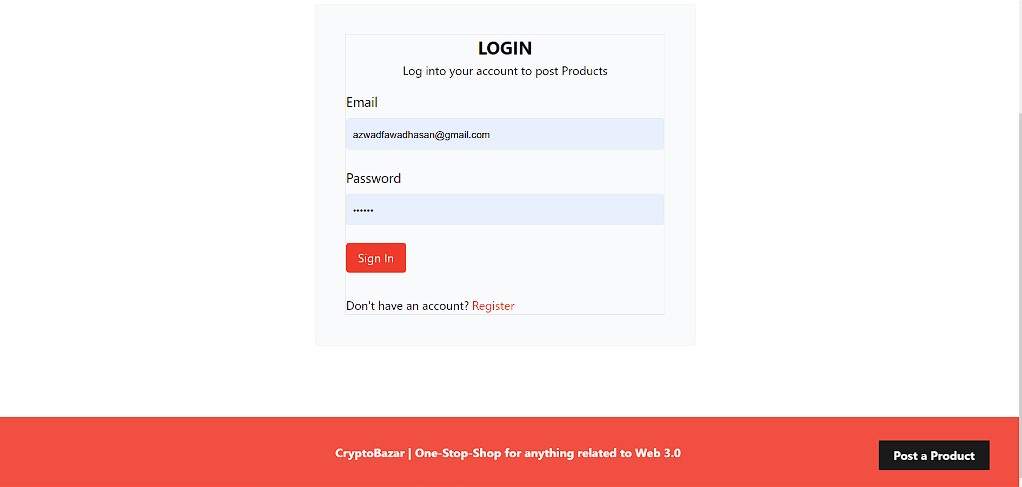 LOGIN
Log into your account to post Products
Email
azwadfawadhasan@gmail.com
Password
••••••
Sign In
Don't have an account? Register
CryptoBazar | One-Stop-Shop for anything related to Web 3.0
Post a Product